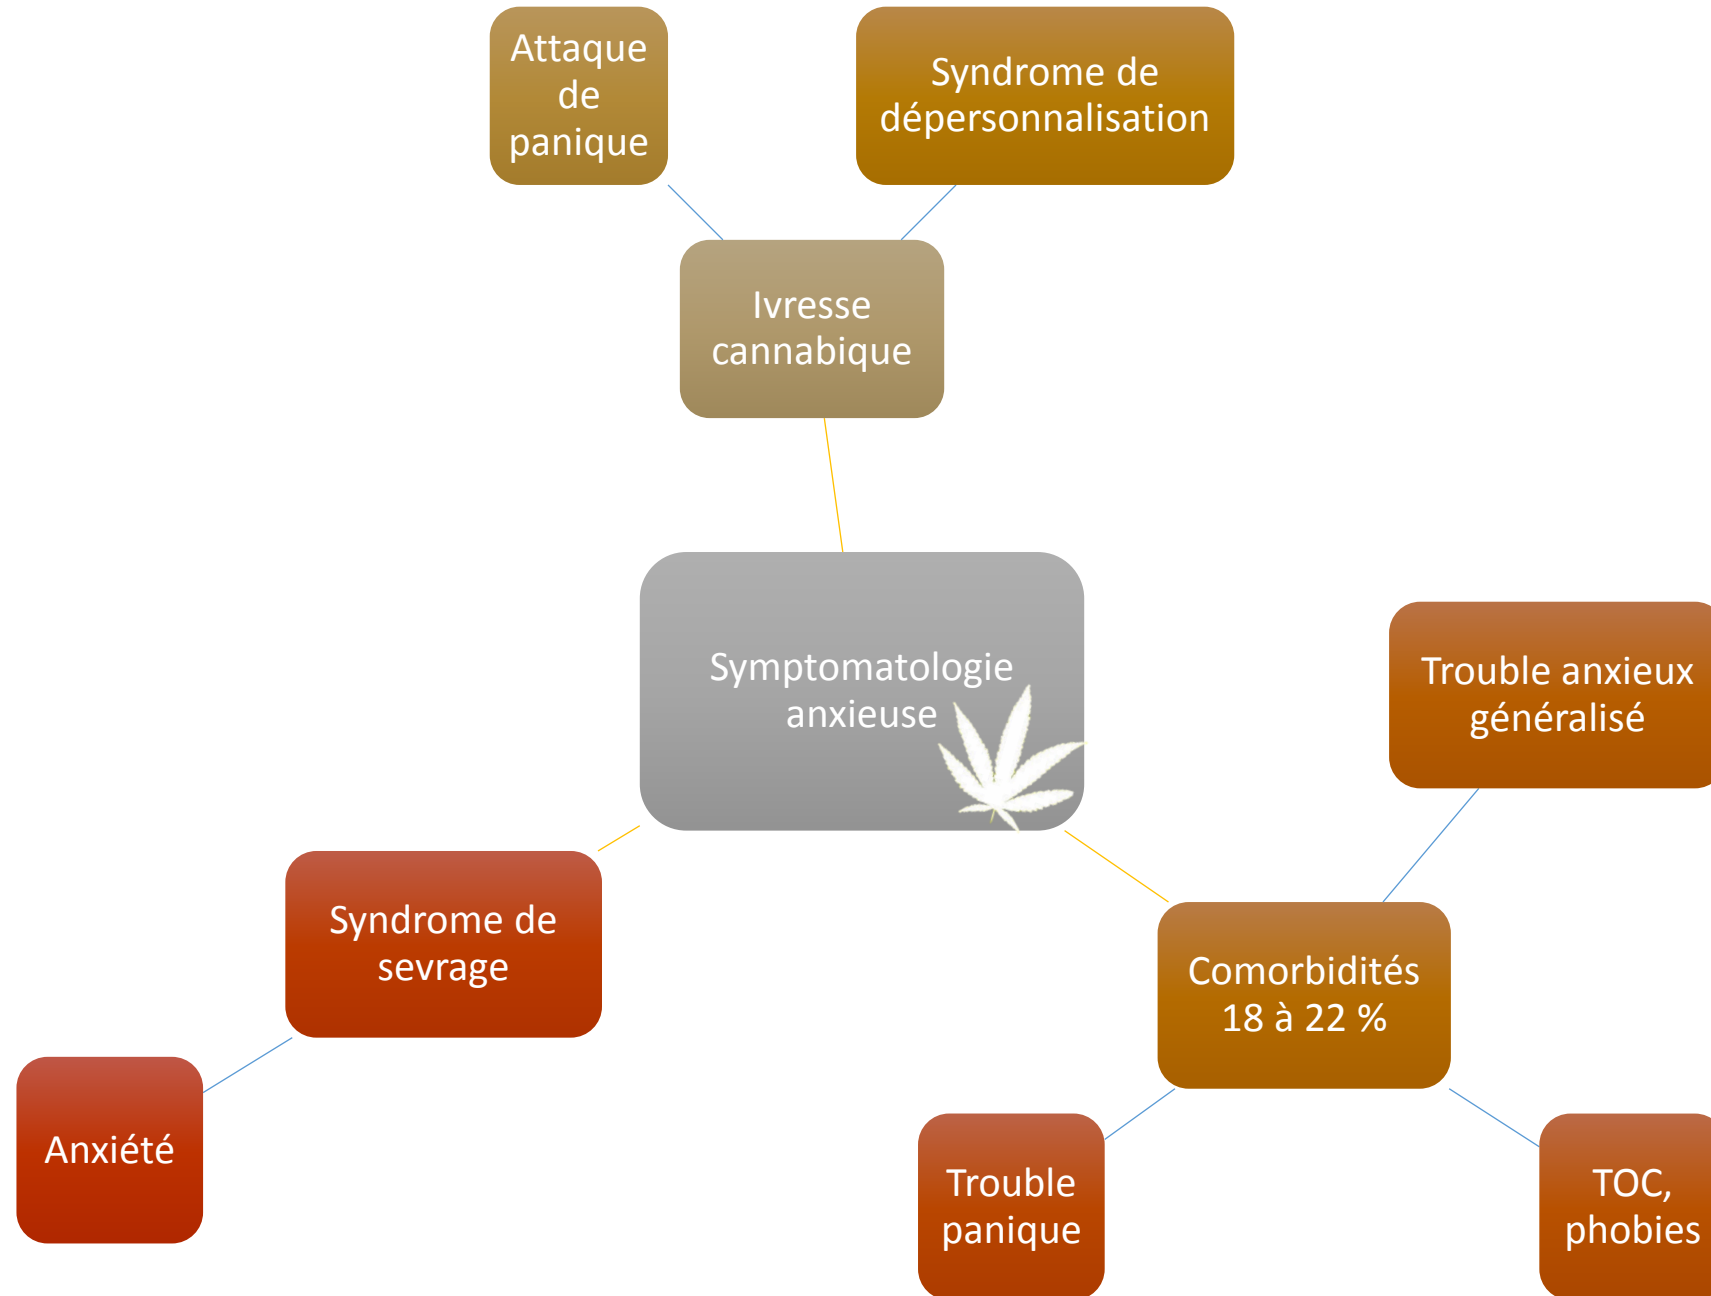 Attaque
de
panique
Syndrome de
dépersonnalisation
Ivresse
cannabique
Symptomatologie
anxieuse
Trouble anxieux
généralisé
Syndrome de
sevrage
Comorbidités
18 à 22 %
Anxiété
Trouble
panique
TOC,
phobies